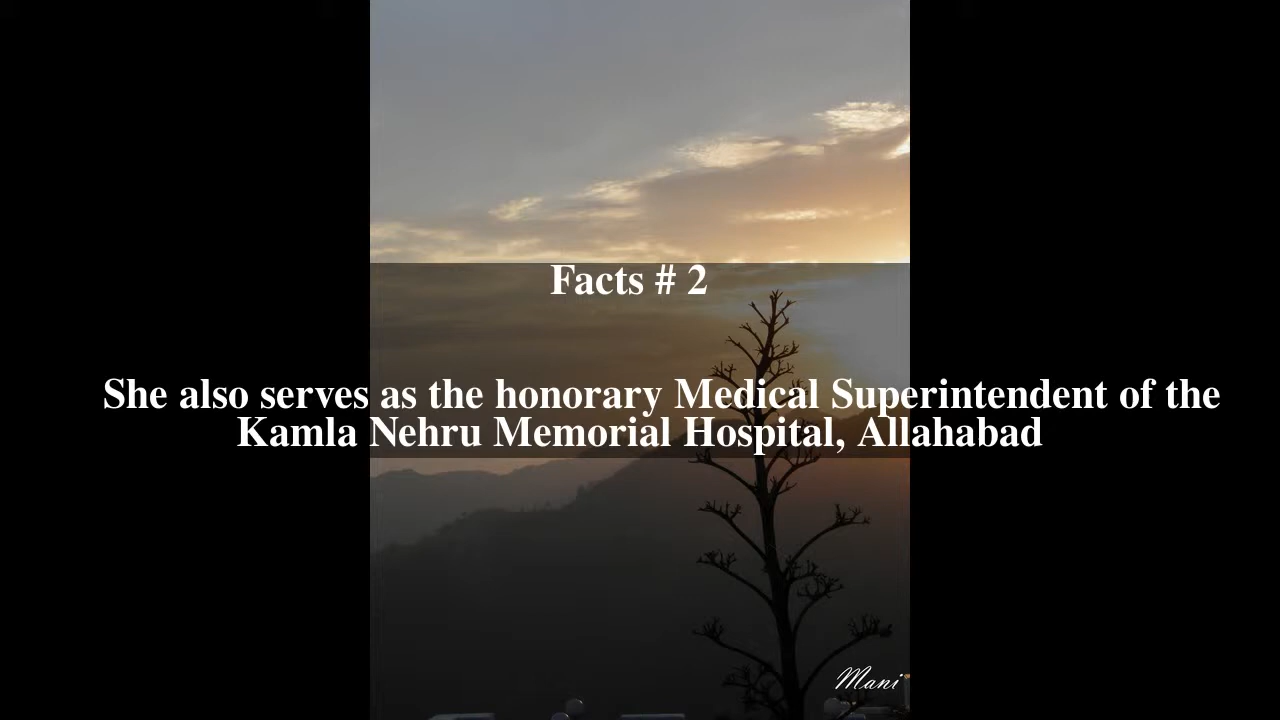 Facts # 2
She also serves as the honorary Medical Superintendent of the
Kamla Nehru Memorial Hospital, Allahabad
Mani